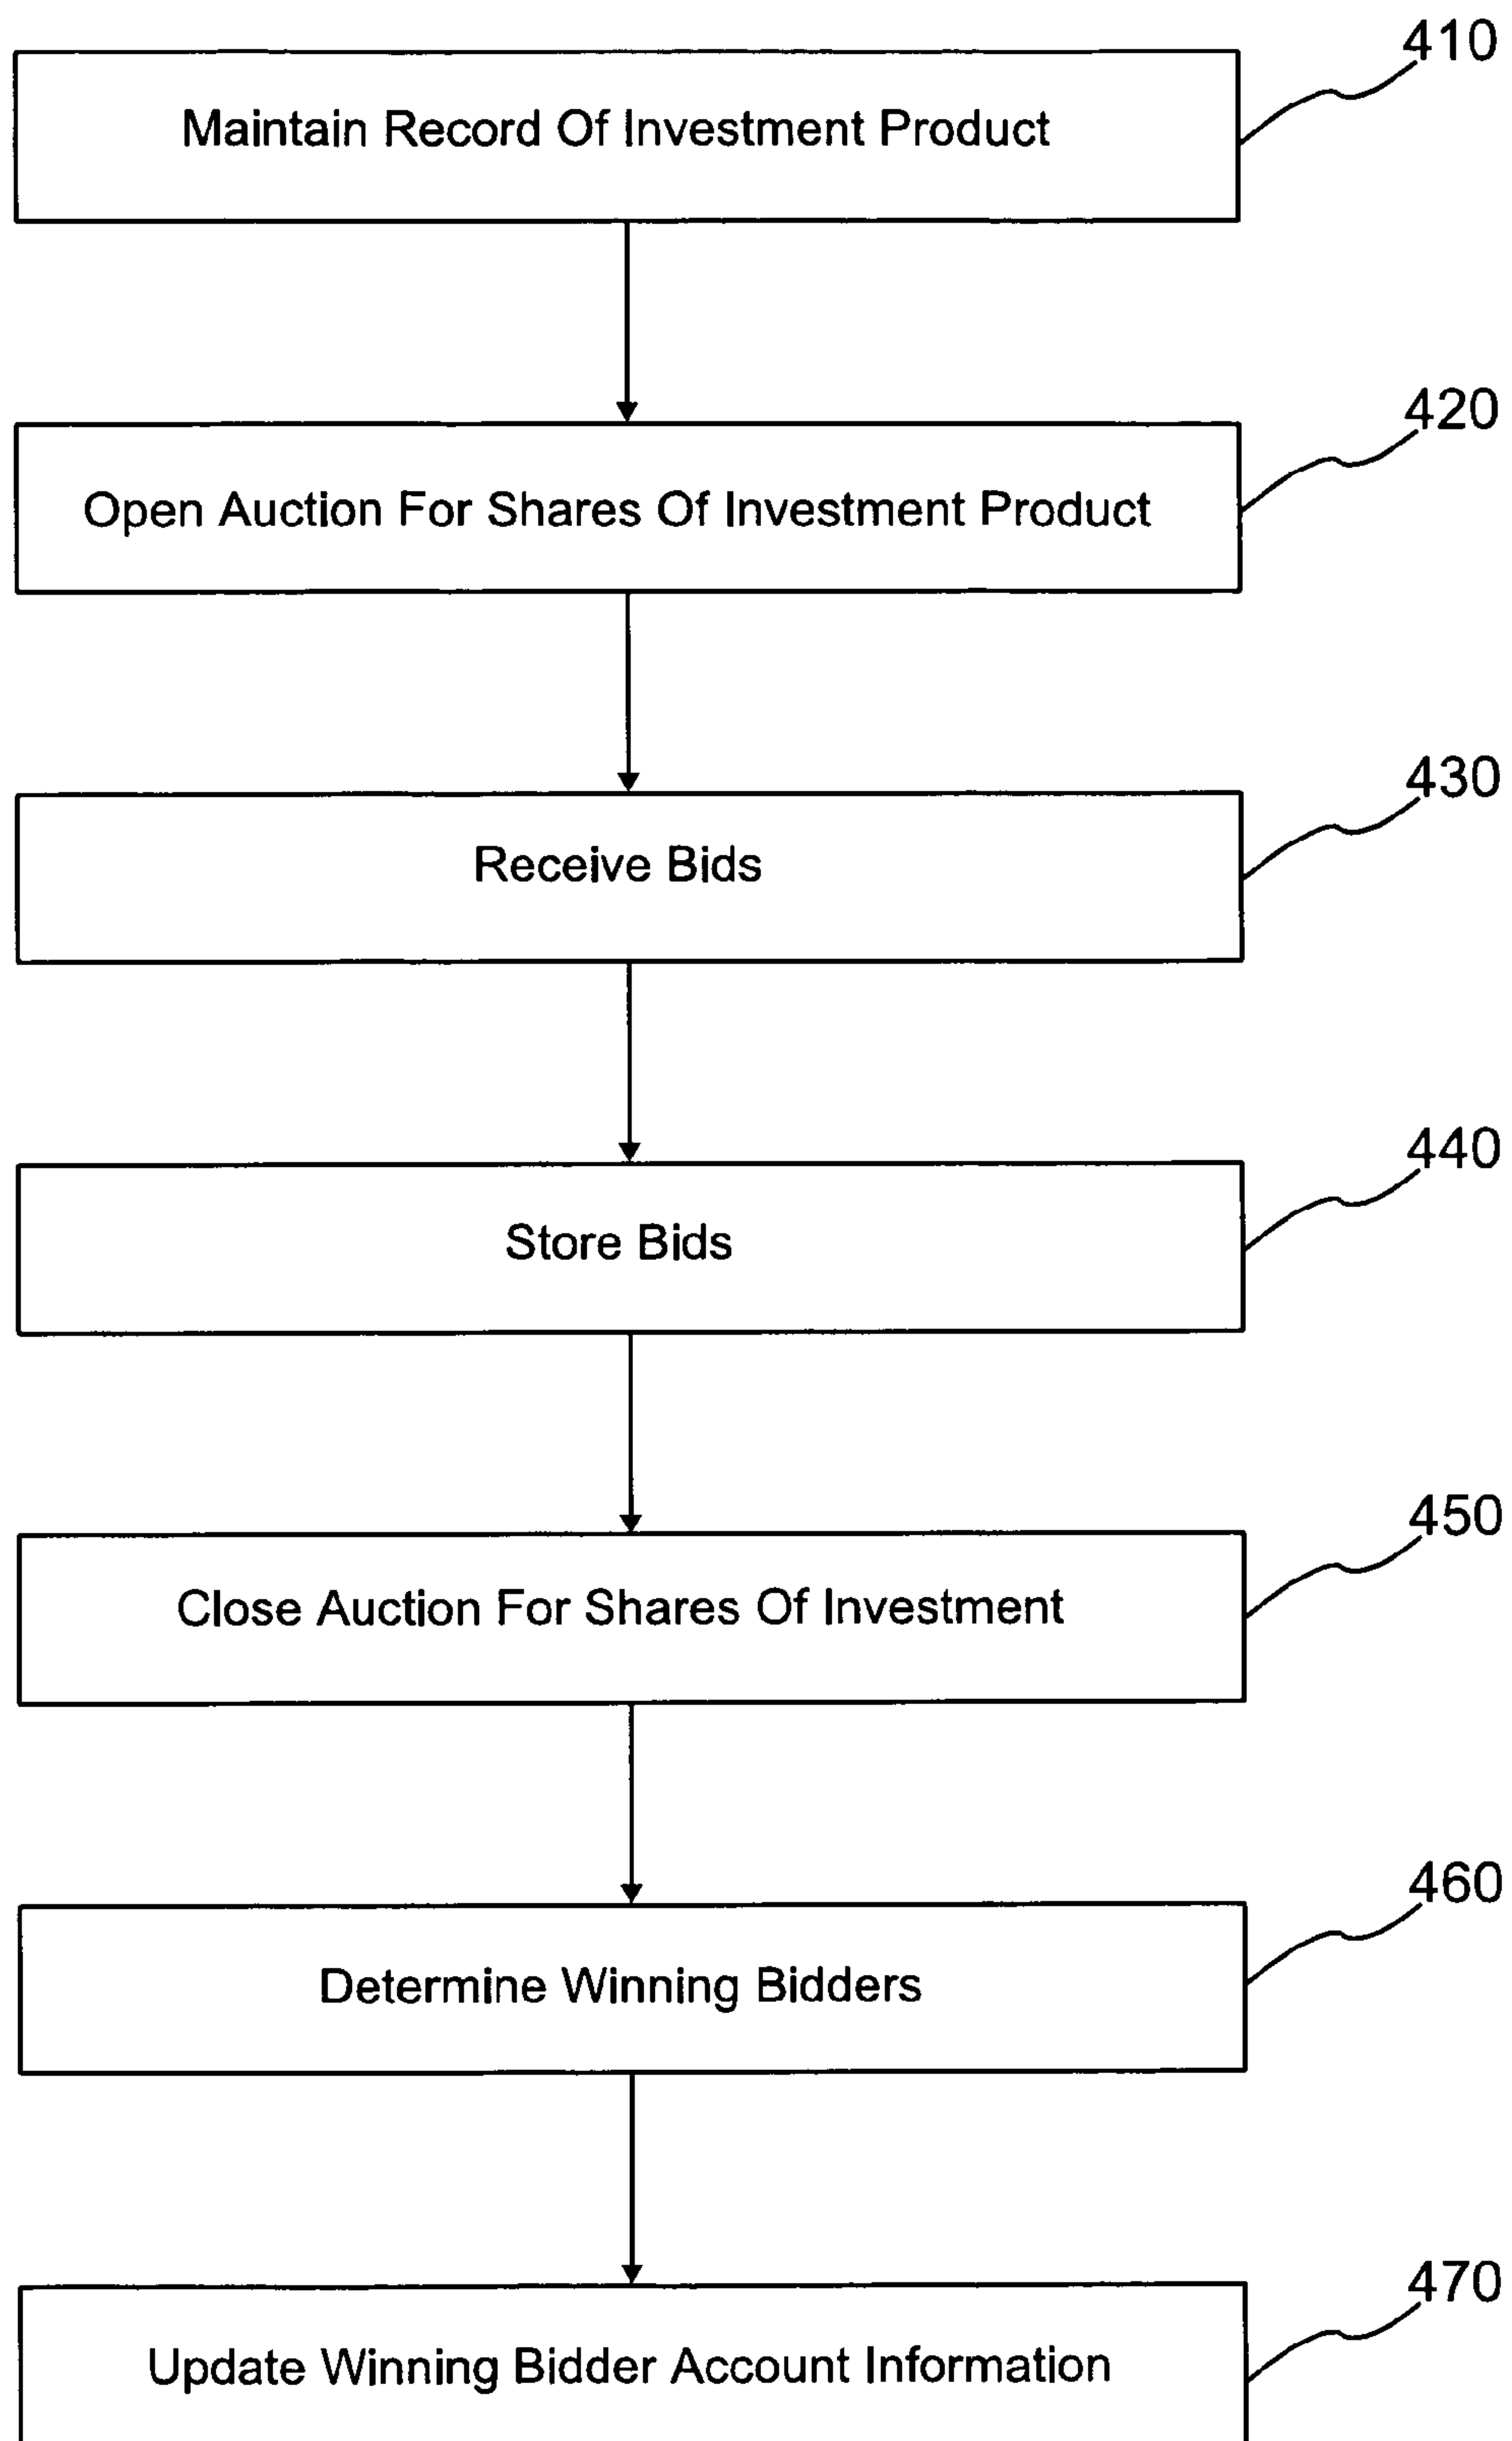 410
Maintain Record Of Investment Product
420
Open Auction For Shares Of Investment Product
430
Receive Bids
440
Store Bids
450
Close Auction For Shares Of Investment
460
Determine Winning Bidders
470
Update Winning Bidder Account Information